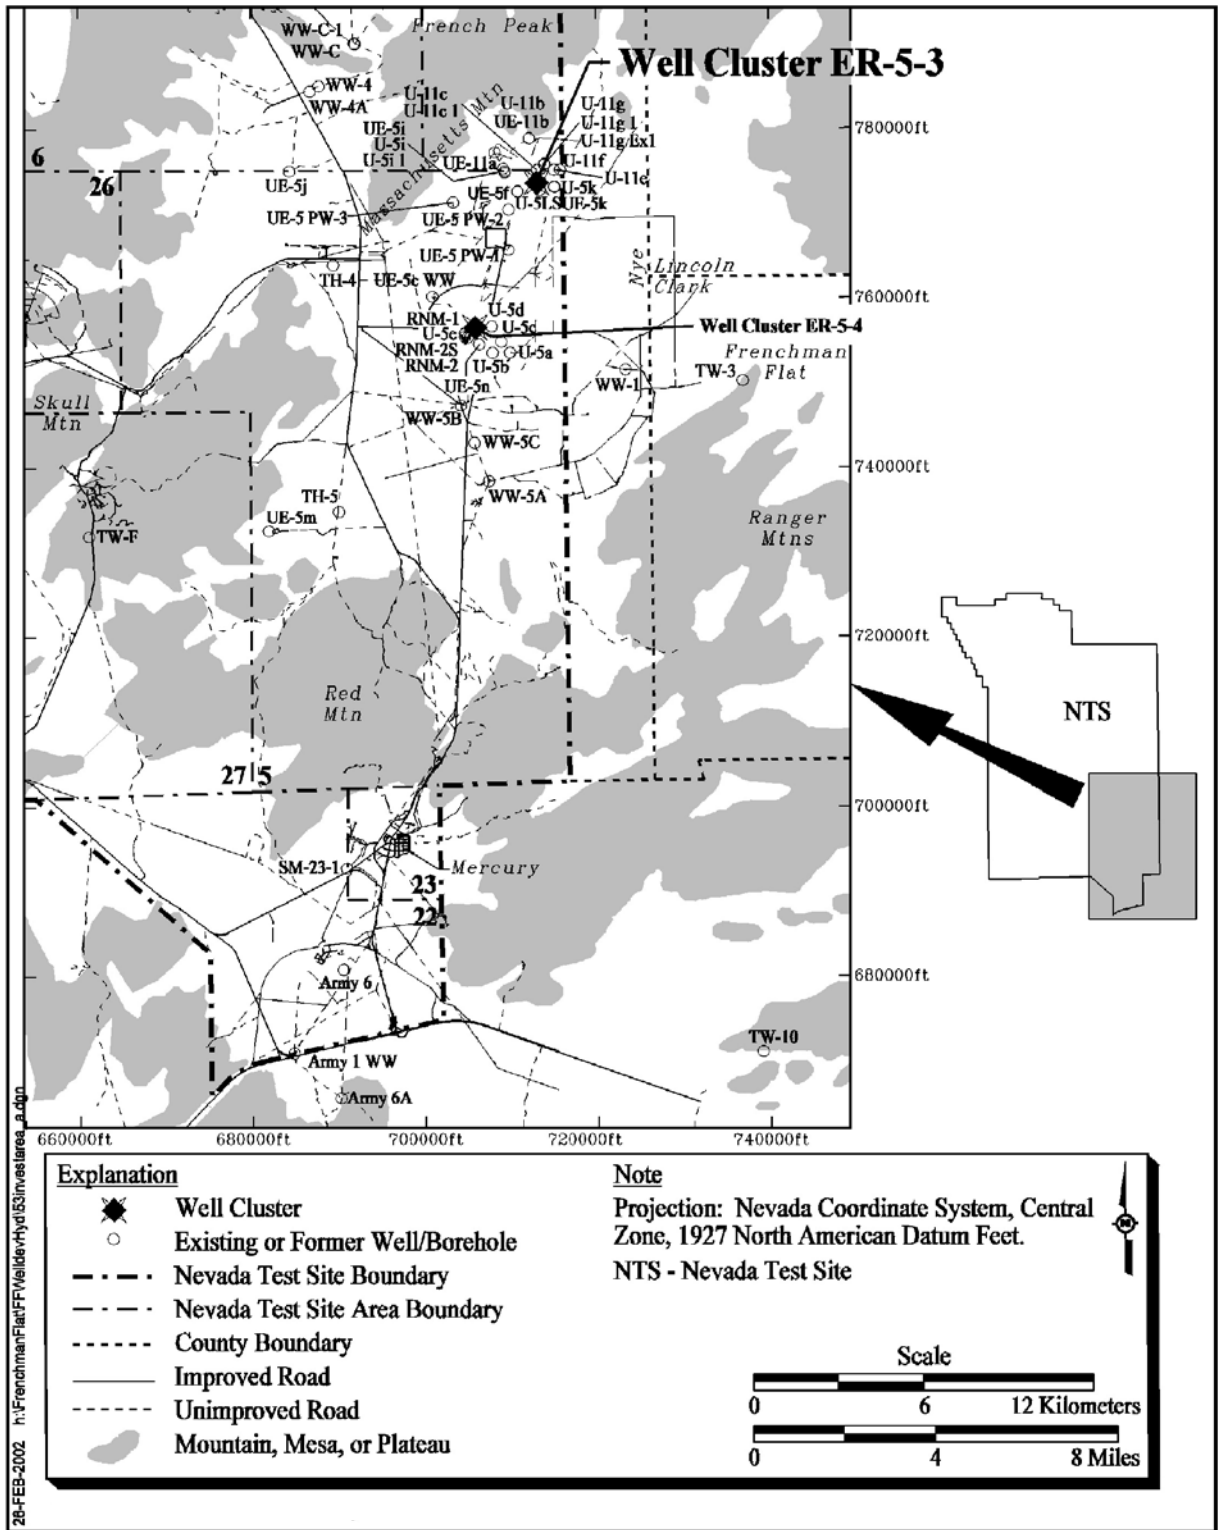 WW-C-1
WW-C
French Peak
Well Cluster ER-5-3
WW-4
WW-4A
U-11c
U-11c 1
UE-5i
U-5i
U-5i 1
Massachusetts Mtn
U-11b
UE-11b
U-11g
U-11g 1
U-11g Ex1
780000ft
6
26
UE-5j
UE-11a
U-11f
U-11e
UE-5f
U-5k
U-5LS
UE-5k
UE-5 PW-3
UE-5 PW-2
UE-5 PW-1
TH-4
UE-5c WW
Nye
Lincoln
Clark
760000ft
RNM-1
U-5e
RNM-2S
RNM-2
U-5d
U-5c
U-5a
U-5b
Well Cluster ER-5-4
Frenchman
Flat
WW-1
TW-3
UE-5n
WW-5B
Skull
Mtn
WW-5C
740000ft
WW-5A
TH-5
UE-5m
TW-F
Ranger
Mtns
720000ft
Red
Mtn
NTS
27
5
700000ft
SM-23-1
Mercury
23
22
680000ft
Army 6
TW-10
Army 1 WW
Army 6A
660000ft
680000ft
700000ft
720000ft
740000ft
Explanation
Well Cluster
Existing or Former Well/Borehole
Nevada Test Site Boundary
Nevada Test Site Area Boundary
County Boundary
Improved Road
Unimproved Road
Mountain, Mesa, or Plateau
Note
Projection: Nevada Coordinate System, Central
Zone, 1927 North American Datum Feet.
NTS - Nevada Test Site
N
Scale
0 6 12 Kilometers
0 4 8 Miles
28-FEB-2002 h:\FrenchmanFlat\FFWelldevHyd\53investarea_a.dgn